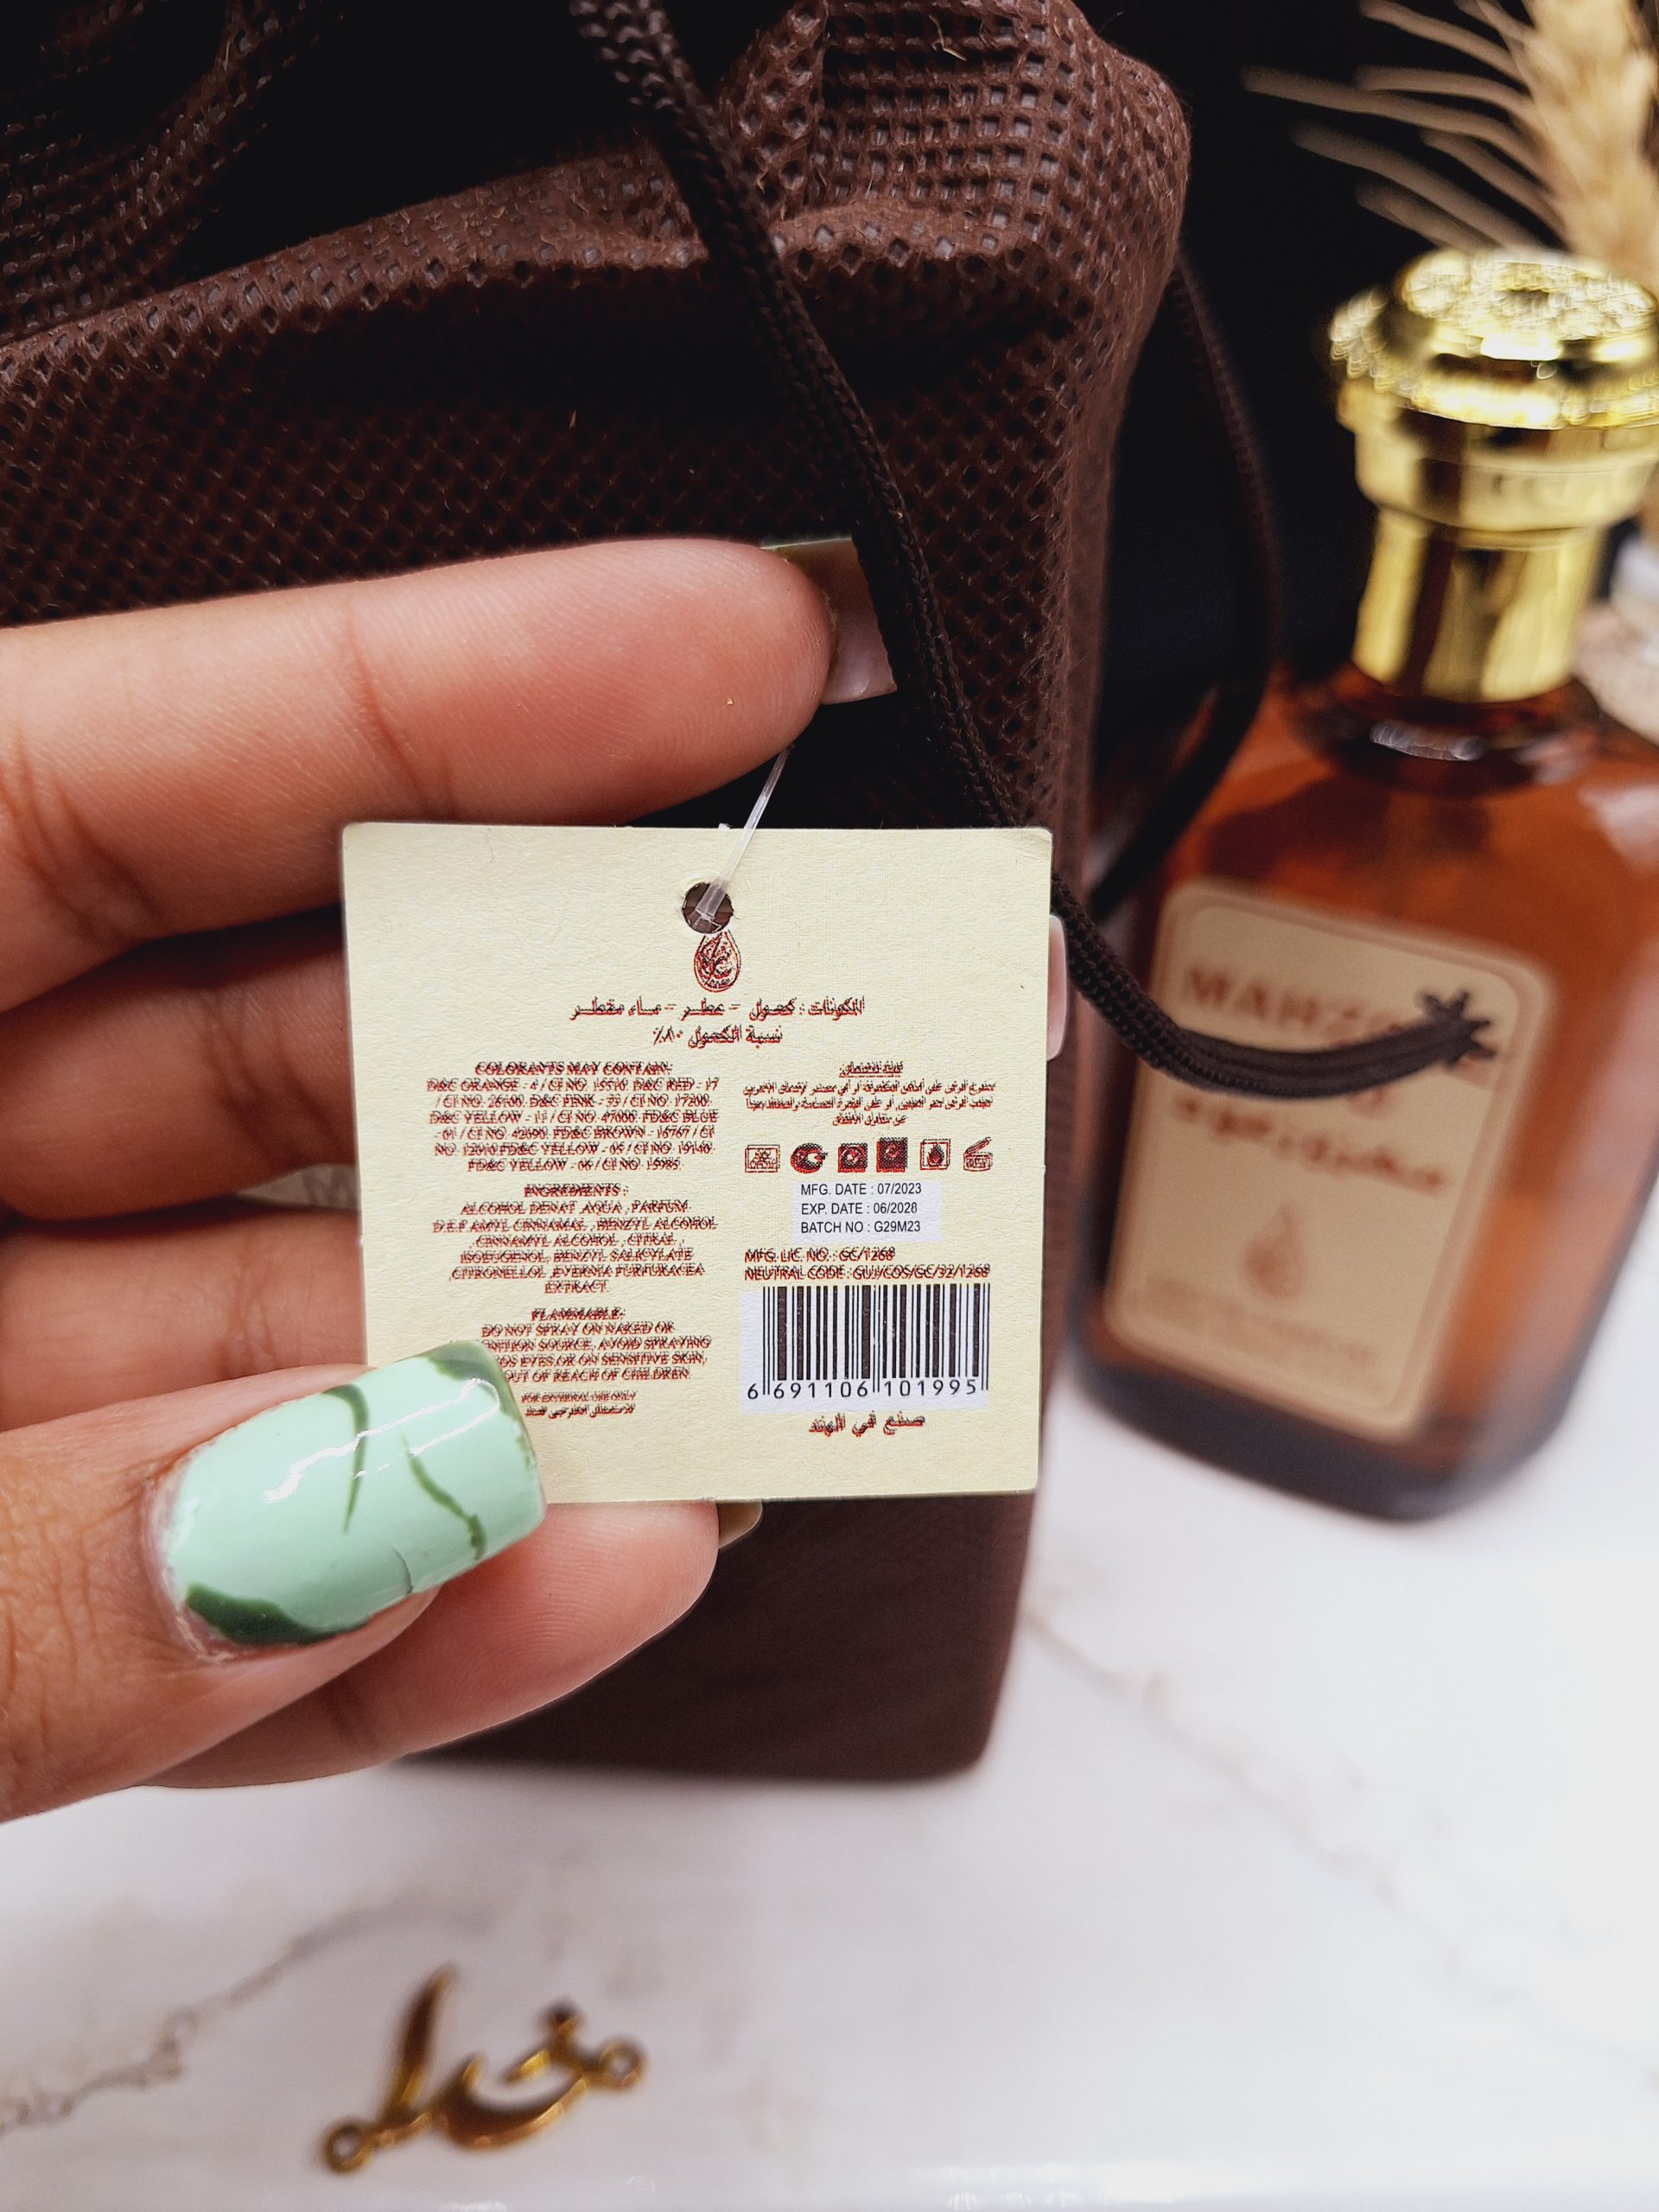 المكونات : كحول – عطر – ماء مقطر
نسبة الكحول ٨٠٪
COLORANTS MAY CONTAIN:
D&C ORANGE - 4 / CI NO. 15510 D&C RED - 17
/ CI NO. 26100. D&C PINK - 33 / CI NO. 17200.
D&C YELLOW - 11 / CI NO. 47000. FD&C BLUE
- 01 / CI NO. 42090. FD&C BROWN - 16767 / CI
NO. 12010 FD&C YELLOW - 05 / CI NO. 19140
FD&C YELLOW - 06 / CI NO. 15985
INGREDIENTS :
ALCOHOL DENAT ,AQUA , PARFUM
D.E.P AMYL CINNAMAL , BENZYL ALCOHOL
,CINNAMYL ALCOHOL , CITRAL ,
ISOEUGENOL, BENZYL SALICYLATE
,CITRONELLOL ,EVERNIA FURFURACEA
EXTRACT
FLAMMABLE:
DO NOT SPRAY ON NAKED OR
SOURCE, AVOID SPRAYING
EYES OR ON SENSITIVE SKIN,
OUT OF REACH OF CHILDREN
FOR EXTERNAL USE ONLY
للاستعمال الخارجي فقط
MFG. DATE : 07/2023
EXP. DATE : 06/2028
BATCH NO : G29M23
MFG. LIC. NO. : GC/1268
NEUTRAL CODE : GUJ/COS/GC/32/1268
6 691106 101995
صنع في الهند